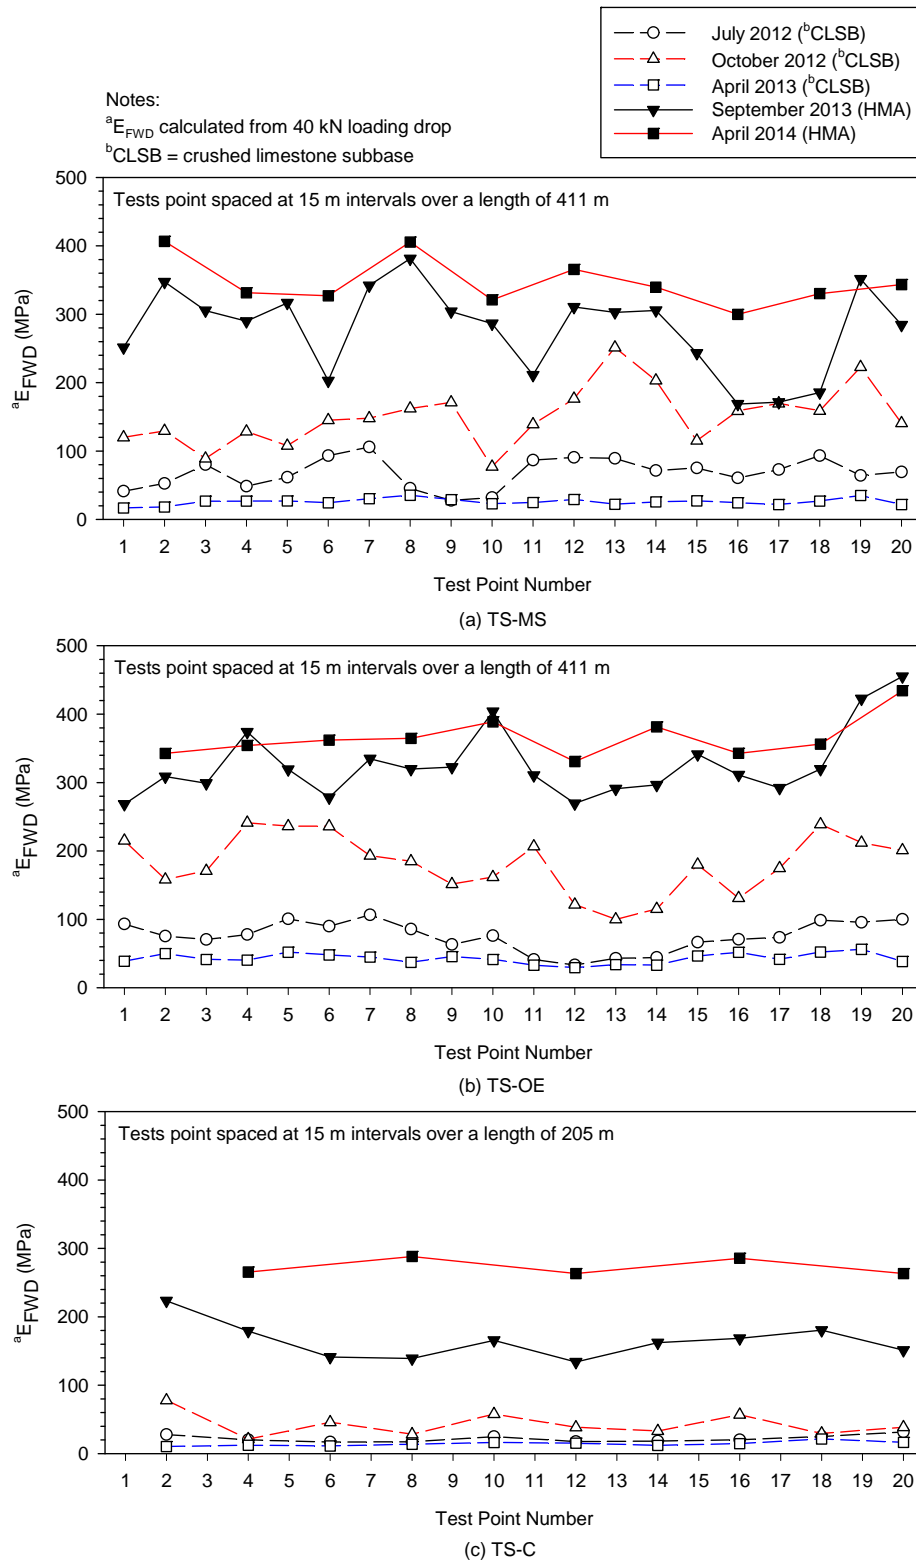 July 2012 (ᵇCLSB)
October 2012 (ᵇCLSB)
April 2013 (ᵇCLSB)
September 2013 (HMA)
April 2014 (HMA)
Notes:
ᵃE_FWD calculated from 40 kN loading drop
ᵇCLSB = crushed limestone subbase
Tests point spaced at 15 m intervals over a length of 411 m
500
400
300
200
100
0
ᵃE_FWD (MPa)
1 2 3 4 5 6 7 8 9 10 11 12 13 14 15 16 17 18 19 20
Test Point Number
(a) TS-MS
Tests point spaced at 15 m intervals over a length of 411 m
500
400
300
200
100
0
ᵃE_FWD (MPa)
1 2 3 4 5 6 7 8 9 10 11 12 13 14 15 16 17 18 19 20
Test Point Number
(b) TS-OE
Tests point spaced at 15 m intervals over a length of 205 m
500
400
300
200
100
0
ᵃE_FWD (MPa)
1 2 3 4 5 6 7 8 9 10 11 12 13 14 15 16 17 18 19 20
Test Point Number
(c) TS-C